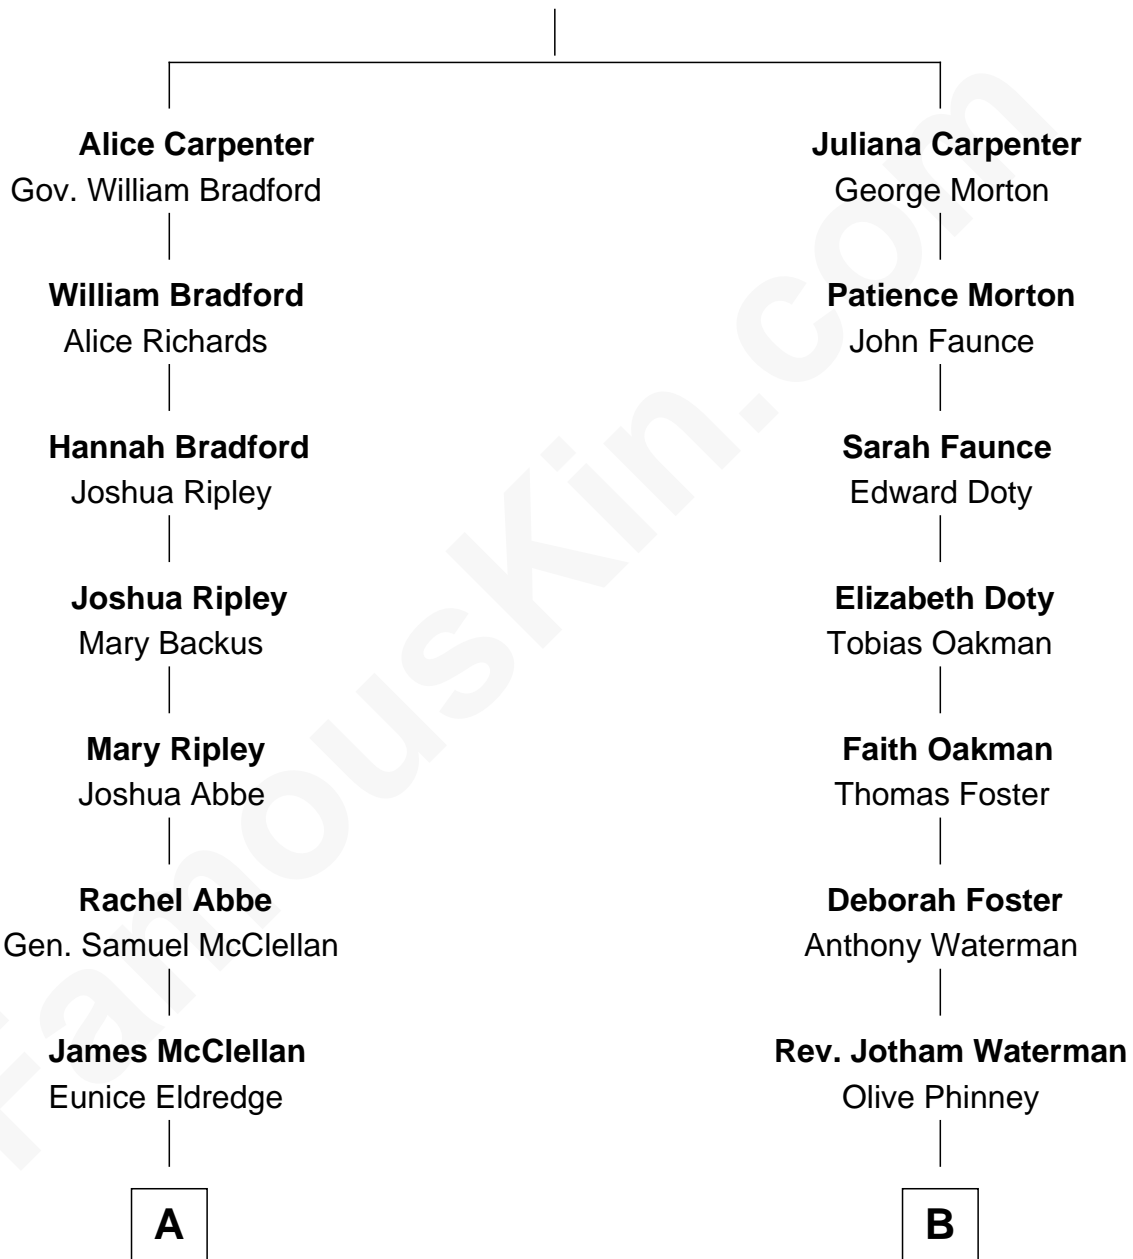 Alice Carpenter
Gov. William Bradford
William Bradford
Alice Richards
Hannah Bradford
Joshua Ripley
Joshua Ripley
Mary Backus
Mary Ripley
Joshua Abbe
Rachel Abbe
Gen. Samuel McClellan
James McClellan
Eunice Eldredge
A
Juliana Carpenter
George Morton
Patience Morton
John Faunce
Sarah Faunce
Edward Doty
Elizabeth Doty
Tobias Oakman
Faith Oakman
Thomas Foster
Deborah Foster
Anthony Waterman
Rev. Jotham Waterman
Olive Phinney
B
FamousKin.com